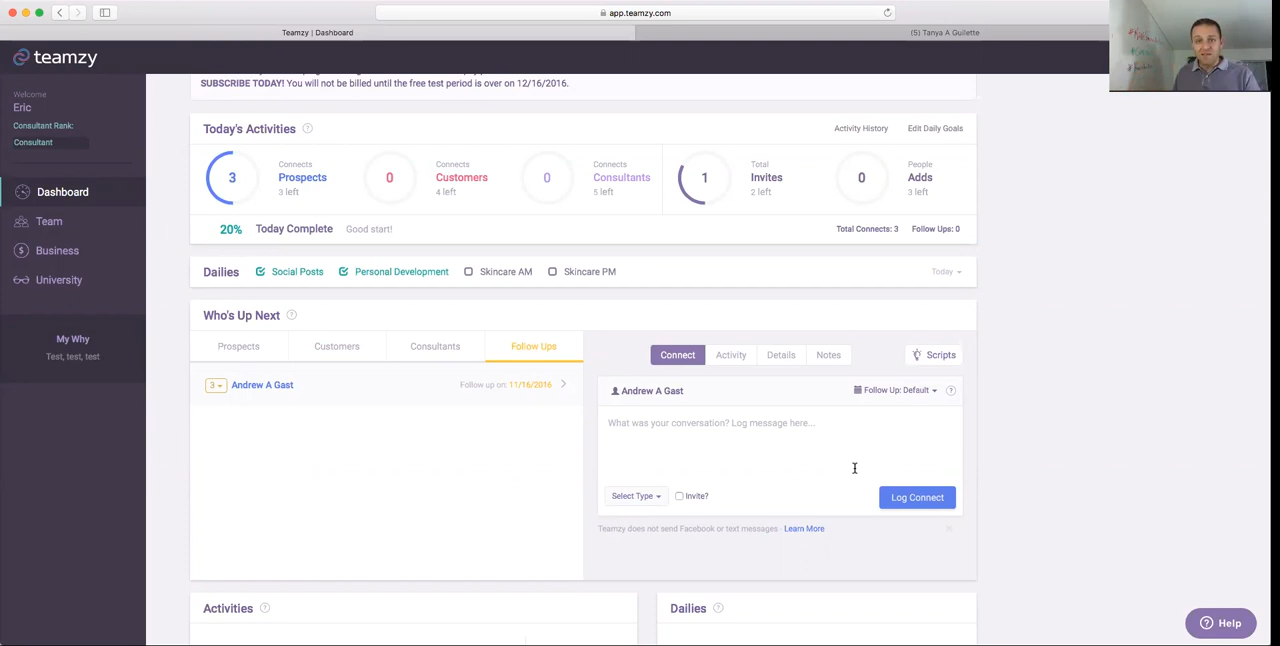 app.teamzy.com
Teamzy | Dashboard
(5) Tanya A Guilette
teamzy
SUBSCRIBE TODAY! You will not be billed until the free test period is over on 12/16/2016.
Welcome
Eric
Consultant Rank:
Consultant
Dashboard
Team
Business
University
My Why
Test, test, test
Today's Activities ?
Activity History
Edit Daily Goals
3 Connects Prospects 3 left
0 Connects Customers 4 left
0 Connects Consultants 5 left
1 Total Invites 2 left
0 People Adds 3 left
20% Today Complete Good start!
Total Connects: 3 Follow Ups: 0
Dailies Social Posts Personal Development Skincare AM Skincare PM Today
Who's Up Next ?
Prospects Customers Consultants Follow Ups
3 Andrew A Gast Follow up on: 11/16/2016
Connect Activity Details Notes Scripts
Andrew A Gast Follow Up: Default ?
What was your conversation? Log message here...
Select Type Invite? Log Connect
Teamzy does not send Facebook or text messages - Learn More
Activities ?
Dailies ?
? Help